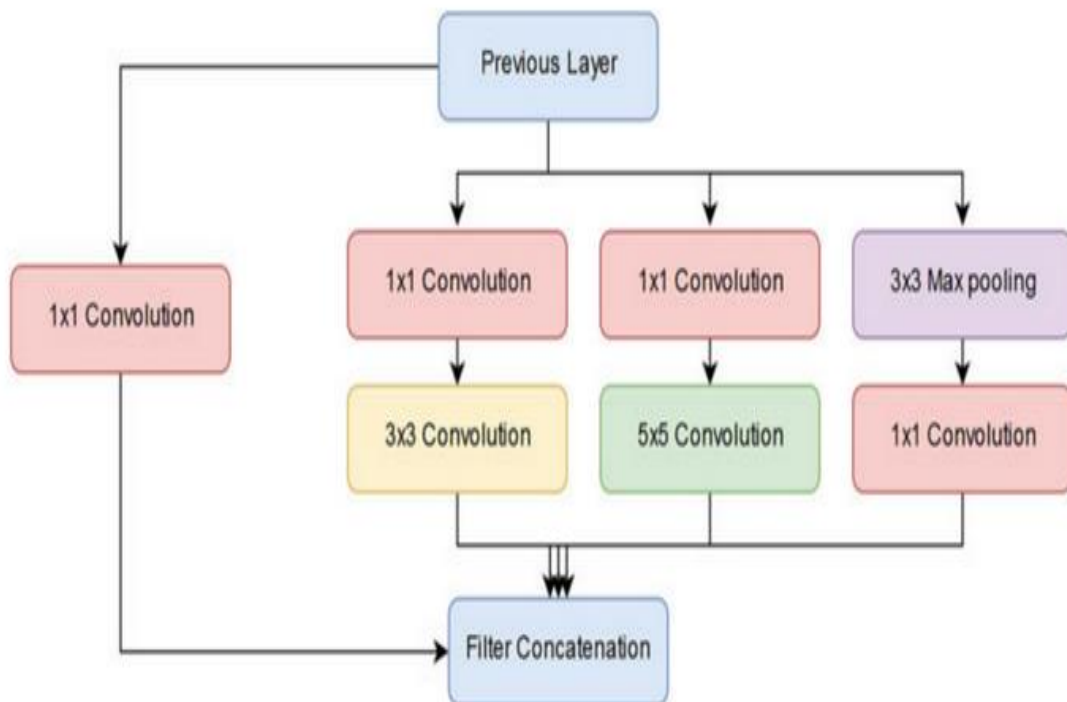 Previous Layer
1x1 Convolution
1x1 Convolution
1x1 Convolution
3x3 Max pooling
3x3 Convolution
5x5 Convolution
1x1 Convolution
Filter Concatenation